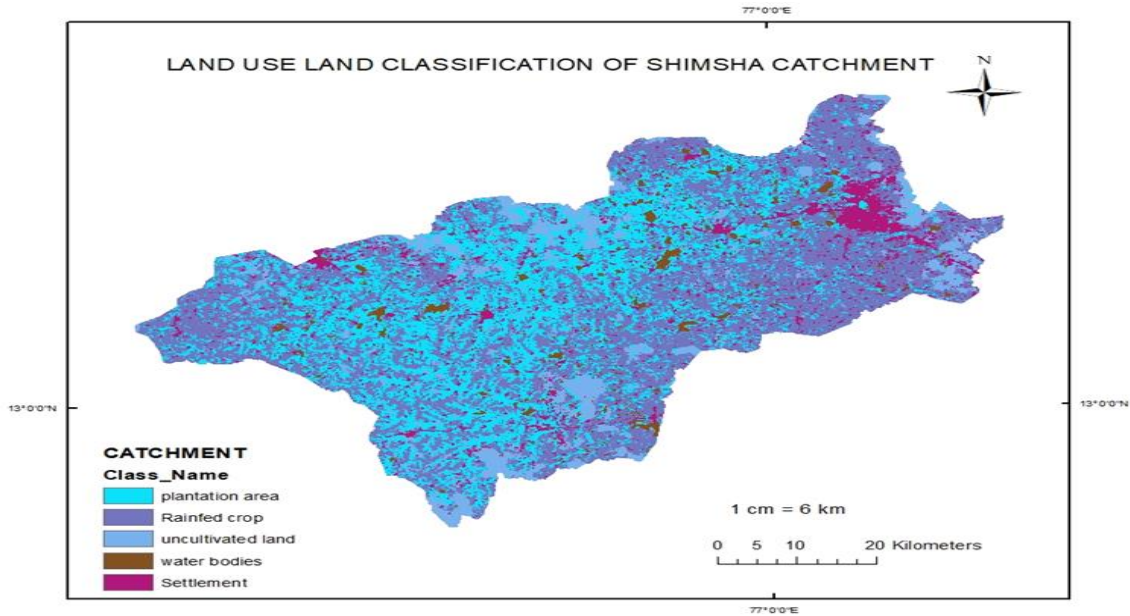 77°0'0"E
LAND USE LAND CLASSIFICATION OF SHIMSHA CATCHMENT
N
13°0'0"N
13°0'0"N
CATCHMENT
Class_Name
plantation area
Rainfed crop
uncultivated land
water bodies
Settlement
1 cm = 6 km
0 5 10 20 Kilometers
77°0'0"E